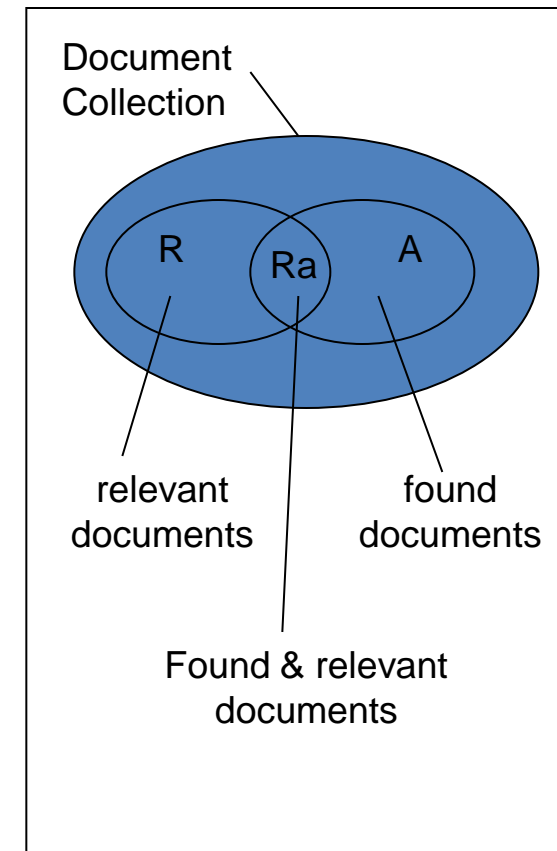 Document
Collection
R
Ra
A
relevant
documents
found
documents
Found & relevant
documents